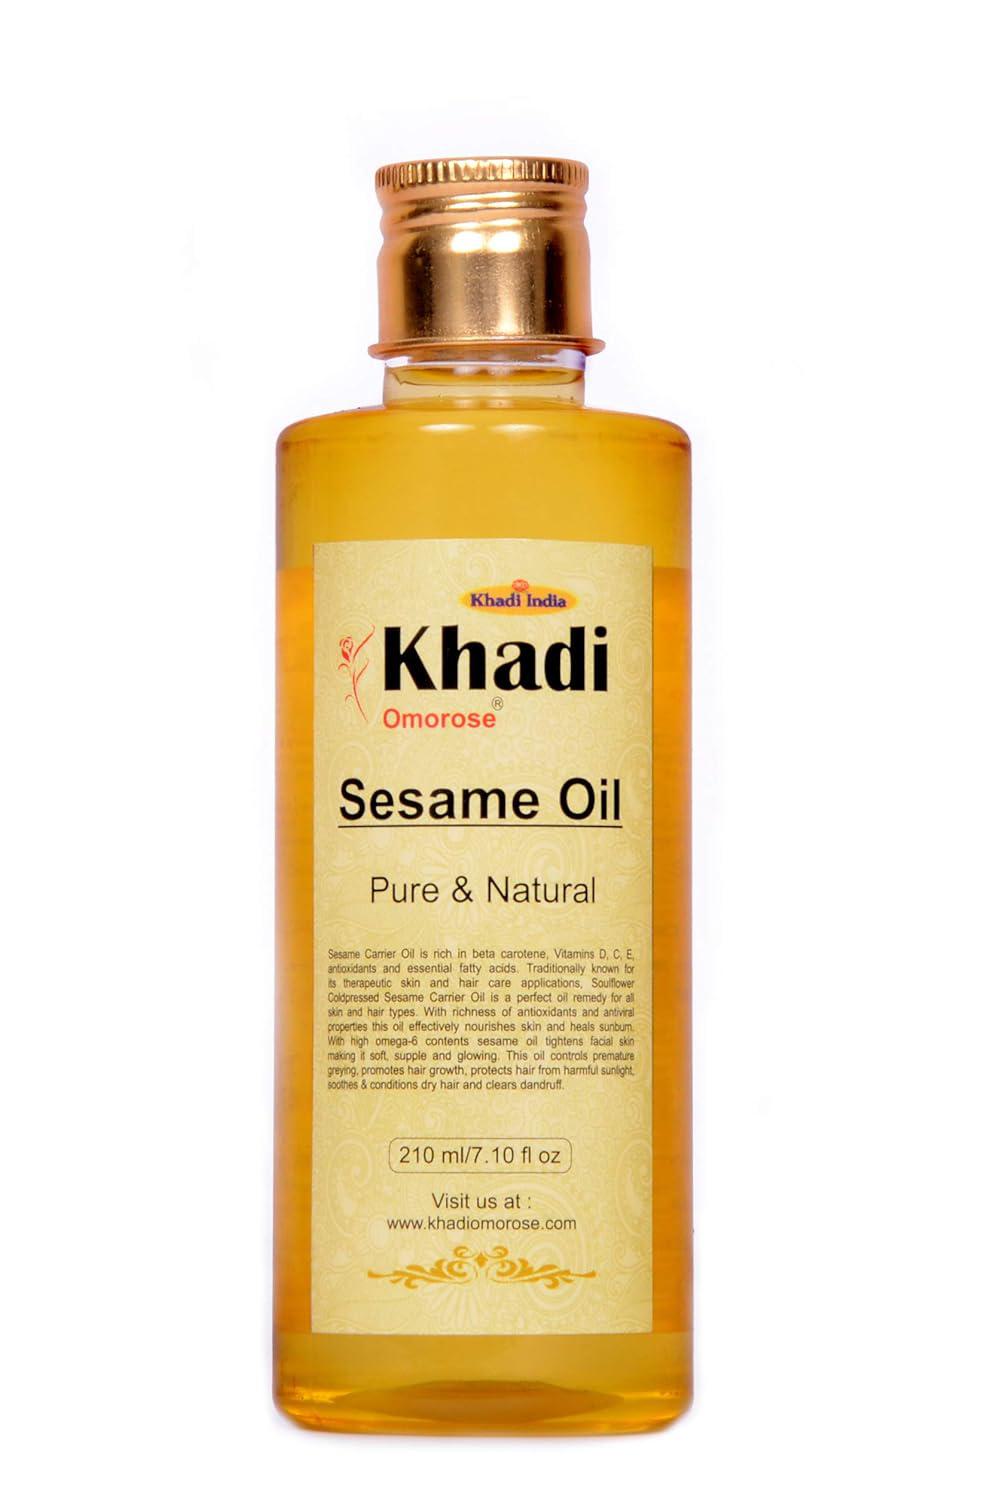 Khadi India
Khadi
Omorose®
Sesame Oil
Pure & Natural
Sesame Carrier Oil is rich in beta carotene, Vitamins D, C, E,
antioxidants and essential fatty acids. Traditionally known for
its therapeutic skin and hair care applications, Soulflower
Coldpressed Sesame Carrier Oil is a perfect oil remedy for all
skin and hair types. With richness of antioxidants and antiviral
properties this oil effectively nourishes skin and heals sunburn.
With high omega-6 contents sesame oil tightens facial skin
making it soft, supple and glowing. This oil controls premature
greying, promotes hair growth, protects hair from harmful sunlight,
soothes & conditions dry hair and clears dandruff.
210 ml/7.10 fl oz
Visit us at :
www.khadiomorose.com